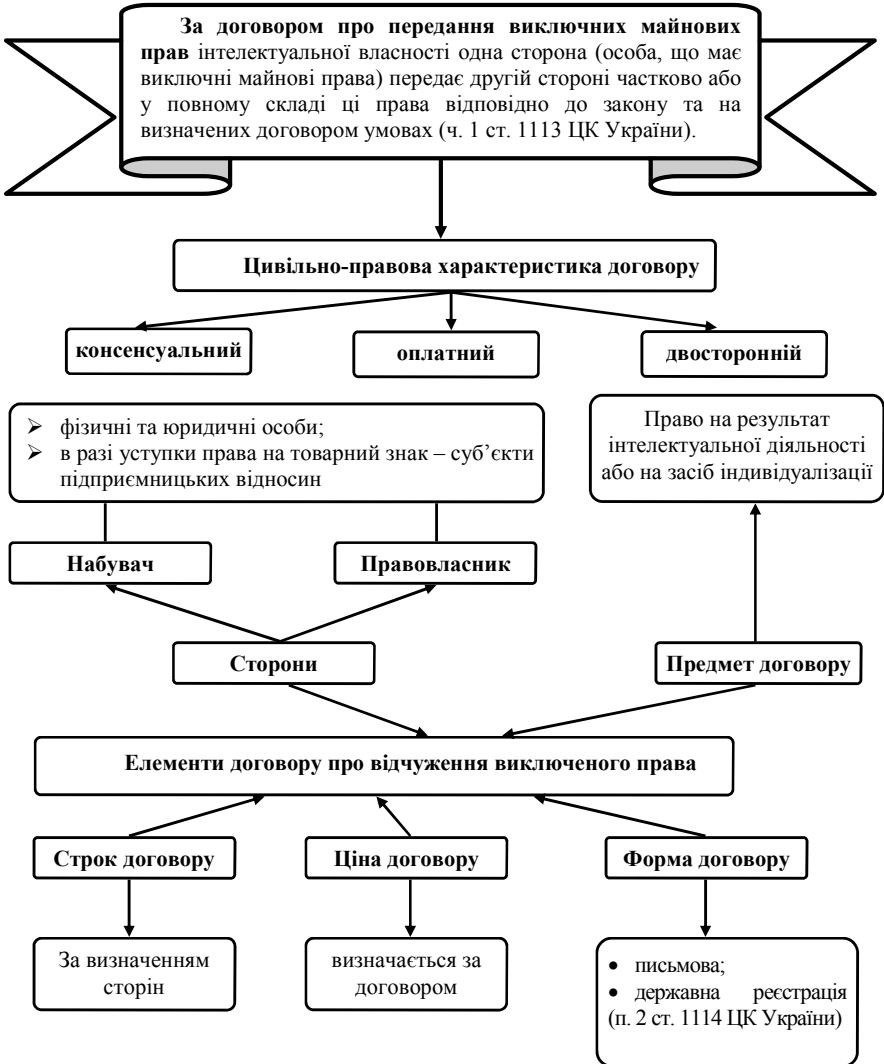 За договором про передання виключних майнових
прав інтелектуальної власності одна сторона (особа, що має
виключні майнові права) передає другій стороні частково або
у повному складі ці права відповідно до закону та на
визначених договором умовах (ч. 1 ст. 1113 ЦК України).
Цивільно-правова характеристика договору
консенсуальний
оплатний
двосторонній
➢ фізичні та юридичні особи;
➢ в разі уступки права на товарний знак – суб’єкти
підприємницьких відносин
Право на результат
інтелектуальної діяльності
або на засіб індивідуалізації
Набувач
Правовласник
Сторони
Предмет договору
Елементи договору про відчуження виключеного права
Строк договору
Ціна договору
Форма договору
За визначенням
сторін
визначається за
договором
• письмова;
• державна реєстрація
(п. 2 ст. 1114 ЦК України)